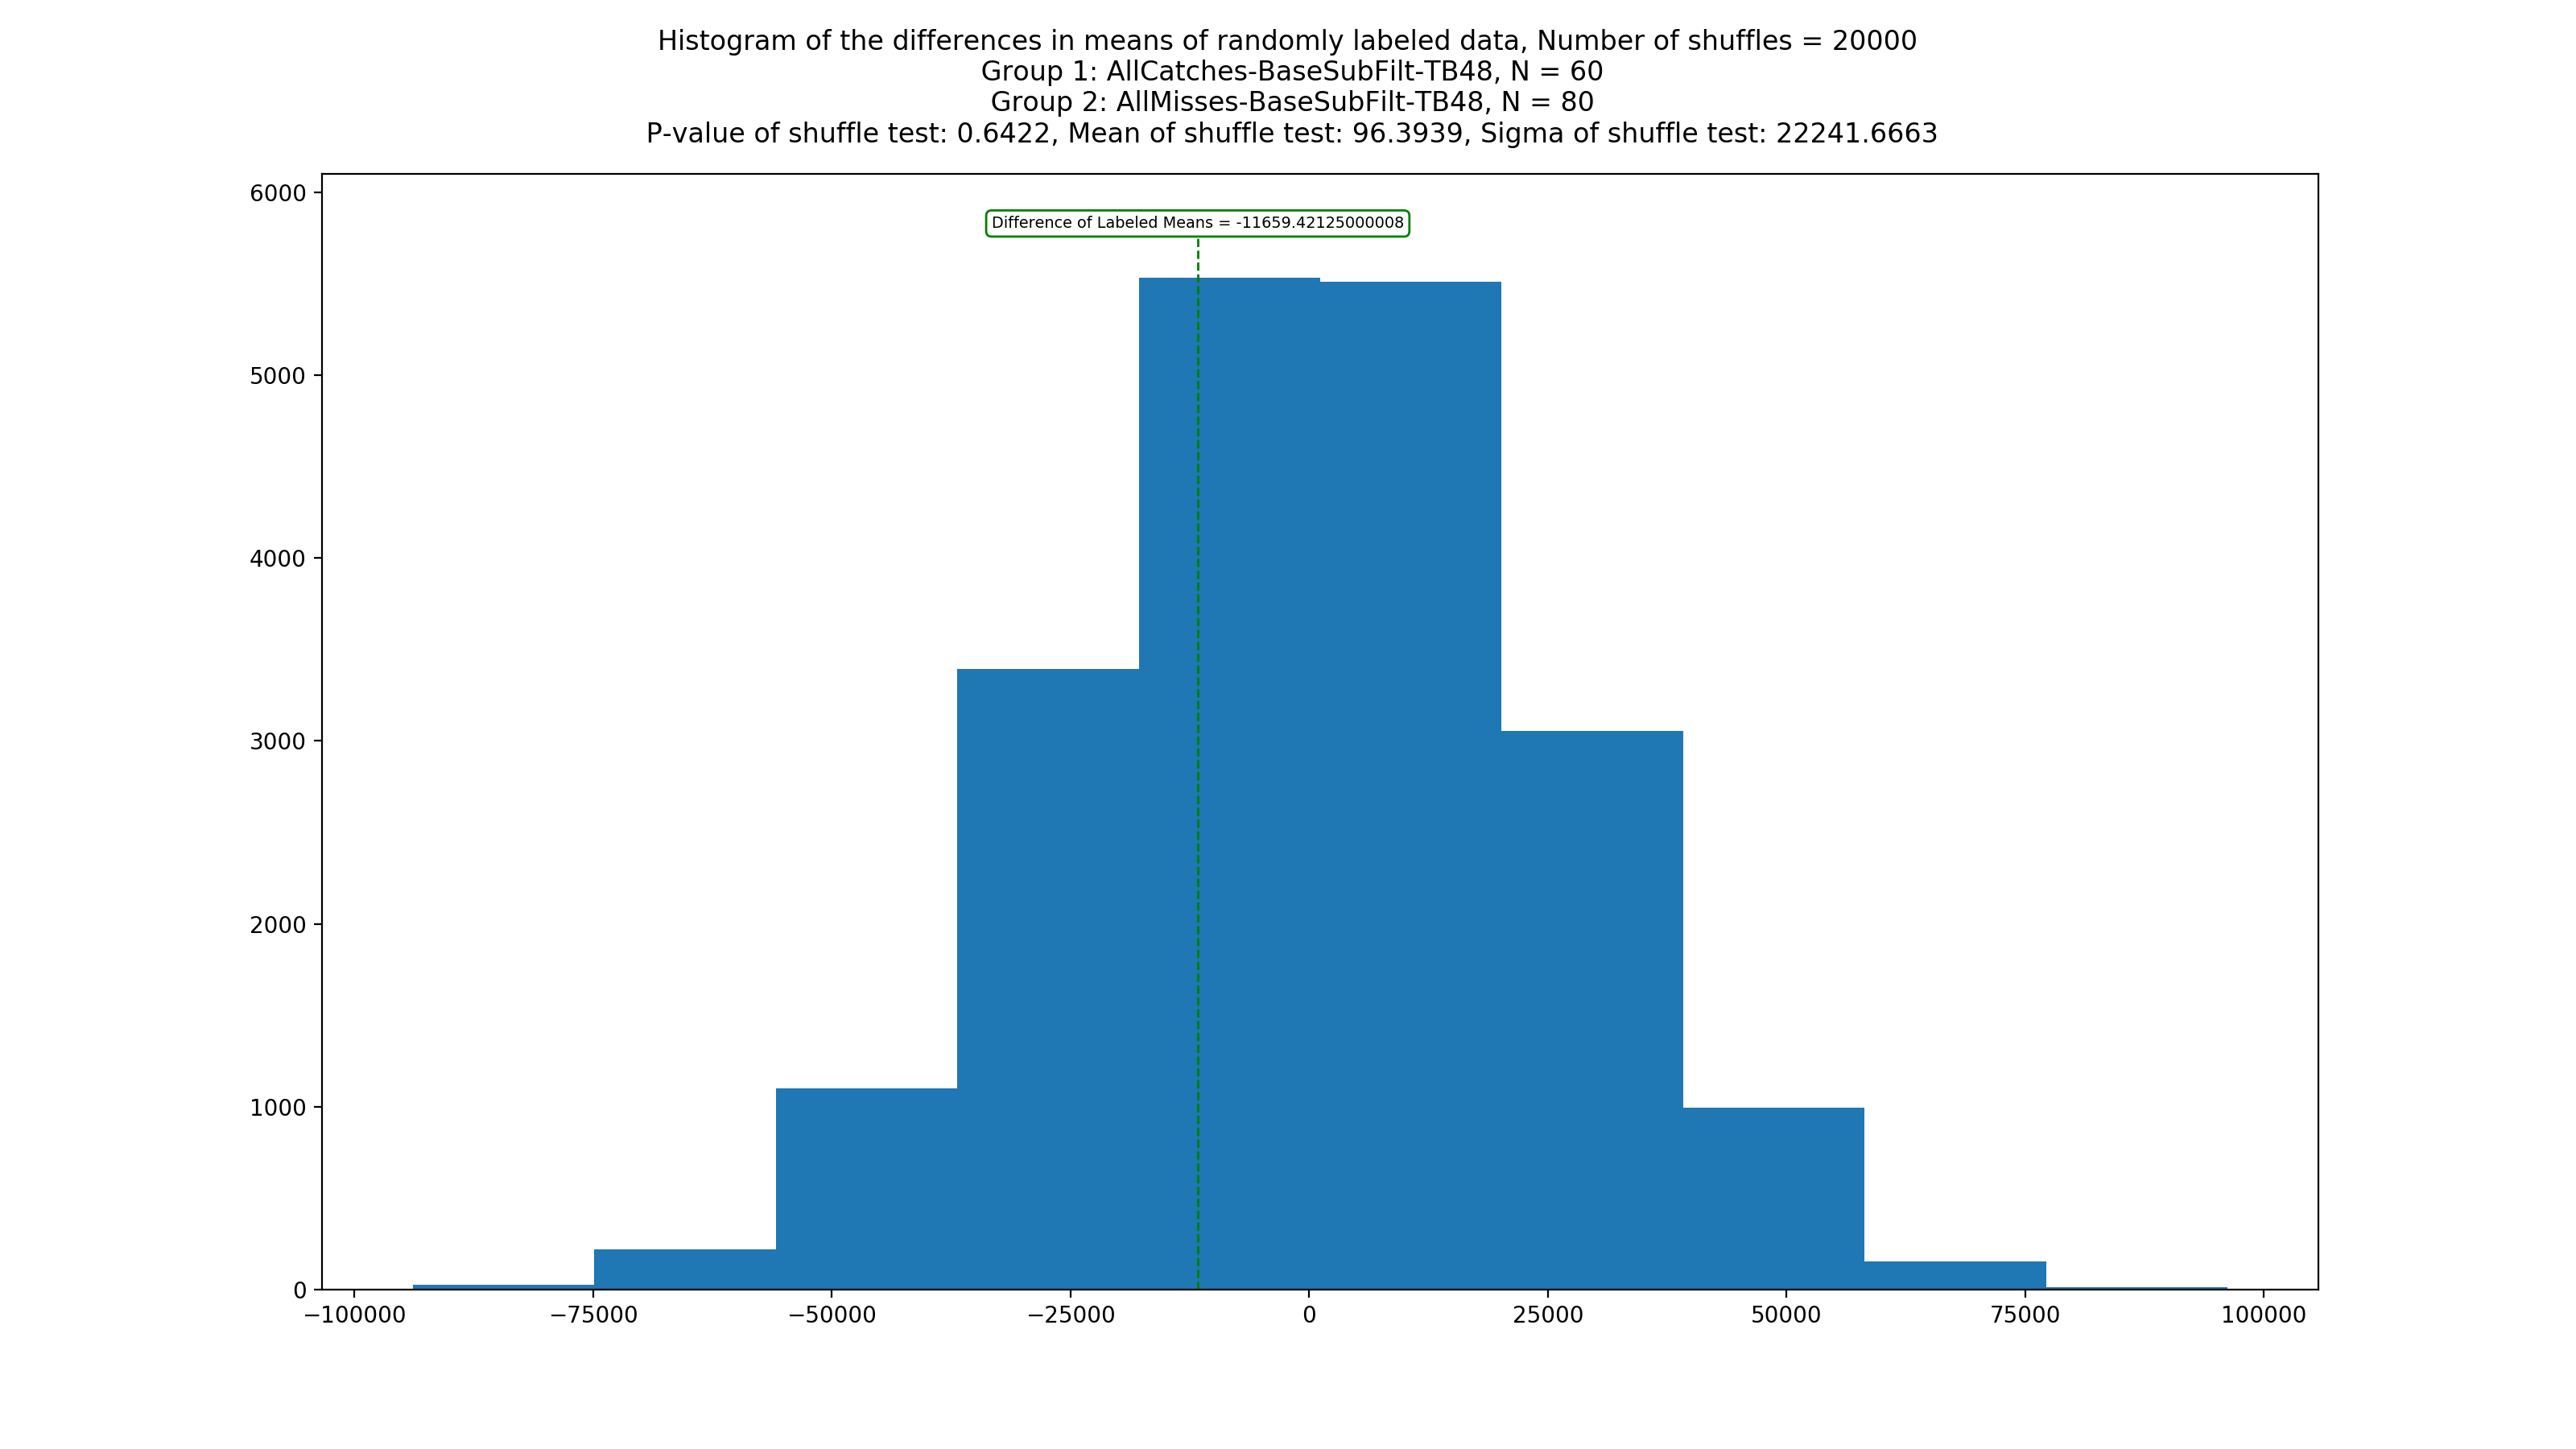 Histogram of the differences in means of randomly labeled data, Number of shuffles = 20000
Group 1: AllCatches-BaseSubFilt-TB48, N = 60
Group 2: AllMisses-BaseSubFilt-TB48, N = 80
P-value of shuffle test: 0.6422, Mean of shuffle test: 96.3939, Sigma of shuffle test: 22241.6663
6000
Difference of Labeled Means = -11659.42125000008
5000
4000
3000
2000
1000
0
−100000 −75000 −50000 −25000 0 25000 50000 75000 100000